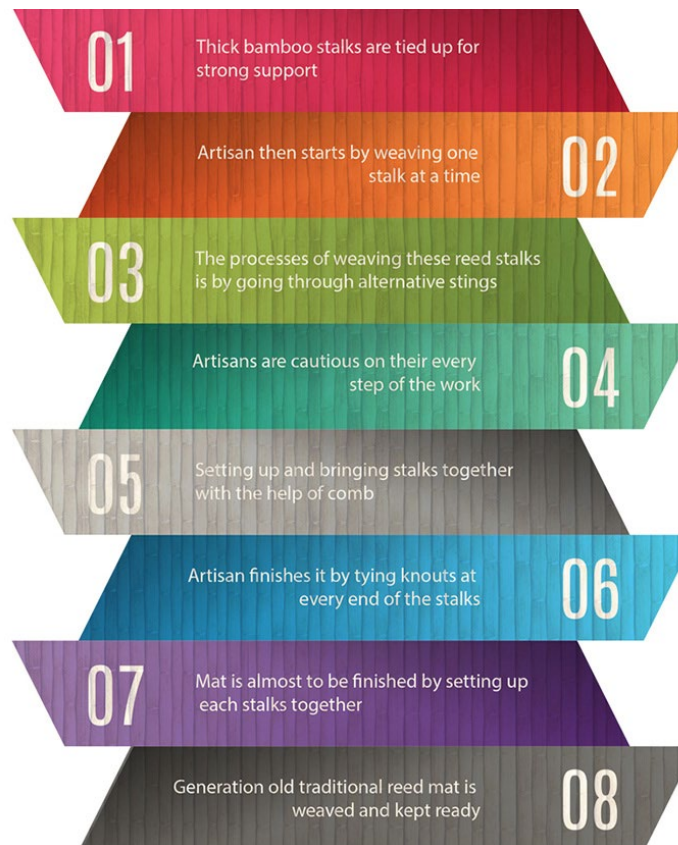 01
Thick bamboo stalks are tied up for
strong support
Artisan then starts by weaving one
stalk at a time
02
03
The processes of weaving these reed stalks
is by going through alternative stings
Artisans are cautious on their every
step of the work
04
05
Setting up and bringing stalks together
with the help of comb
Artisan finishes it by tying knouts at
every end of the stalks
06
07
Mat is almost to be finished by setting up
each stalks together
Generation old traditional reed mat is
weaved and kept ready
08